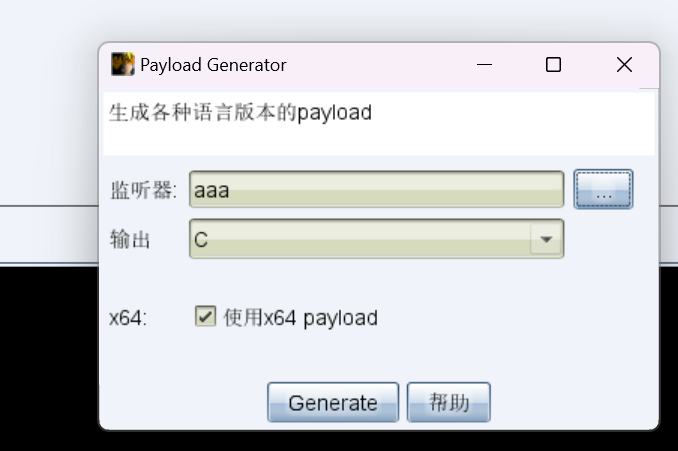 Payload Generator
生成各种语言版本的payload
监听器: aaa ...
输出 C
x64: 使用x64 payload
Generate 帮助